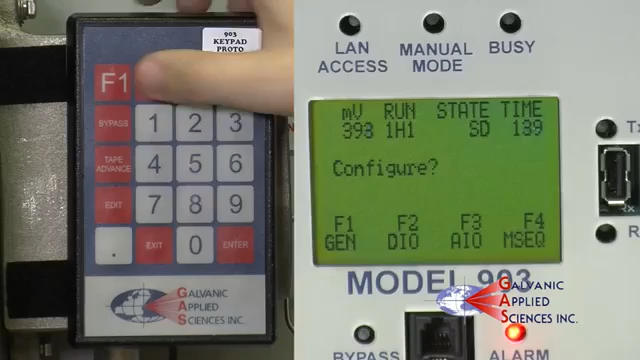 903
KEYPAD
PROTO
F1
BYPASS 1 2 3
TAPE
ADVANCE
4 5 6
EDIT 7 8 9
. EXIT 0 ENTER
GALVANIC
APPLIED
SCIENCES INC.
LAN
ACCESS
MANUAL
MODE
BUSY
mV RUN STATE TIME
393 1H1 SD 139
Configure?
F1 F2 F3 F4
GEN DIO AIO MSEQ
MODEL 903
GALVANIC
APPLIED
SCIENCES INC.
BYPASS
ALARM